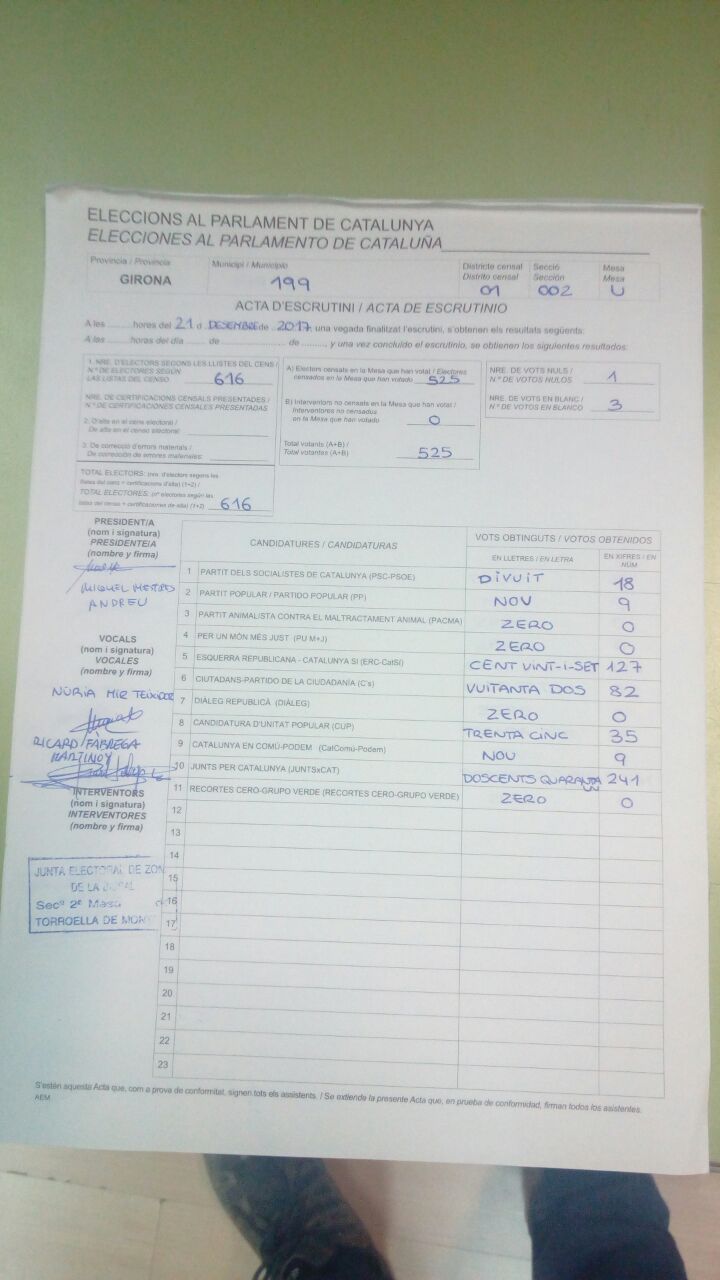 ELECCIONS AL PARLAMENT DE CATALUNYA
ELECCIONES AL PARLAMENTO DE CATALUÑA
Província / Provincia Municipi / Municipio Districte censal Secció Mesa
Distrito censal Sección Mesa
GIRONA 199 01 002 U
ACTA D'ESCRUTINI / ACTA DE ESCRUTINIO
A les ......... hores del 21 d DESEMBRE de 2017, una vegada finalitzat l'escrutini, s'obtenen els resultats següents:
A las ......... horas del día ...... de .................... de ........., y una vez concluido el escrutinio, se obtienen los siguientes resultados:
1. NRE. D'ELECTORS SEGONS LES LLISTES DEL CENS /
N.º DE ELECTORES SEGÚN
LAS LISTAS DEL CENSO 616
NRE. DE CERTIFICACIONS CENSALS PRESENTADES /
N.º DE CERTIFICACIONES CENSALES PRESENTADAS
2. D'alta en el cens electoral /
De alta en el censo electoral:
3. De correcció d'errors materials /
De corrección de errores materiales:
TOTAL ELECTORS: (nre. d'electors segons les
llistes del cens + certificacions d'alta) (1+2) /
TOTAL ELECTORES: (nº electores según las
listas del censo + certificaciones de alta) (1+2) 616
A) Electors censats en la Mesa que han votat / Electores
censados en la Mesa que han votado 525
B) Interventors no censats en la Mesa que han votat /
Interventores no censados
en la Mesa que han votado 0
Total votants (A+B) /
Total votantes (A+B) 525
NRE. DE VOTS NULS /
N.º DE VOTOS NULOS 1
NRE. DE VOTS EN BLANC /
N.º DE VOTOS EN BLANCO 3
PRESIDENT/A
(nom i signatura)
PRESIDENTE/A
(nombre y firma)
MIQUEL MESTRES
ANDREU
VOCALS
(nom i signatura)
VOCALES
(nombre y firma)
NÚRIA MIR TEIXIDOR
RICARD FÀBREGA
MARTINOY
INTERVENTORS
(nom i signatura)
INTERVENTORES
(nombre y firma)
JUNTA ELECTORAL DE ZON
DE LA
Secº 2ª Mesa
TORROELLA DE MONT
CANDIDATURES / CANDIDATURAS VOTS OBTINGUTS / VOTOS OBTENIDOS
EN LLETRES / EN LETRA EN XIFRES / EN NÚM
1 PARTIT DELS SOCIALISTES DE CATALUNYA (PSC-PSOE) DIVUIT 18
2 PARTIT POPULAR / PARTIDO POPULAR (PP) NOU 9
3 PARTIT ANIMALISTA CONTRA EL MALTRACTAMENT ANIMAL (PACMA) ZERO 0
4 PER UN MÓN MÉS JUST (PU M+J) ZERO 0
5 ESQUERRA REPUBLICANA - CATALUNYA SÍ (ERC-CatSI) CENT VINT-I-SET 127
6 CIUTADANS-PARTIDO DE LA CIUDADANÍA (C's) VUITANTA DOS 82
7 DIÀLEG REPUBLICÀ (DIÀLEG) ZERO 0
8 CANDIDATURA D'UNITAT POPULAR (CUP) TRENTA CINC 35
9 CATALUNYA EN COMÚ-PODEM (CatComú-Podem) NOU 9
10 JUNTS PER CATALUNYA (JUNTSxCAT) DOSCENTS QUARANTA UN 241
11 RECORTES CERO-GRUPO VERDE (RECORTES CERO-GRUPO VERDE) ZERO 0
12
13
14
15
16
17
18
19
20
21
22
23
S'estén aquesta Acta que, com a prova de conformitat, signen tots els assistents. / Se extiende la presente Acta que, en prueba de conformidad, firman todos los asistentes.
AEM.